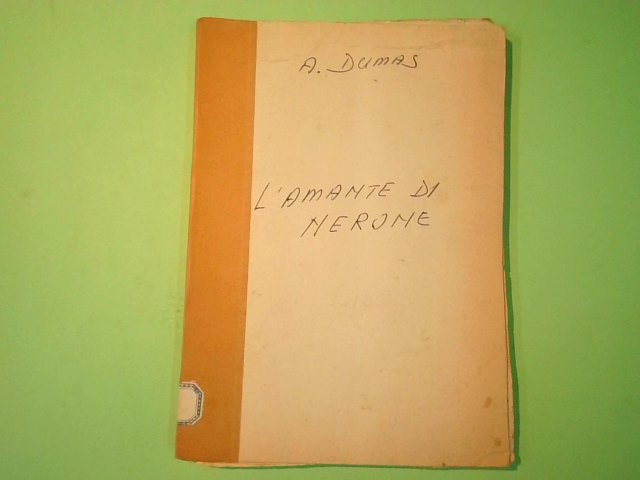 A. DUMAS
L'AMANTE DI
NERONE